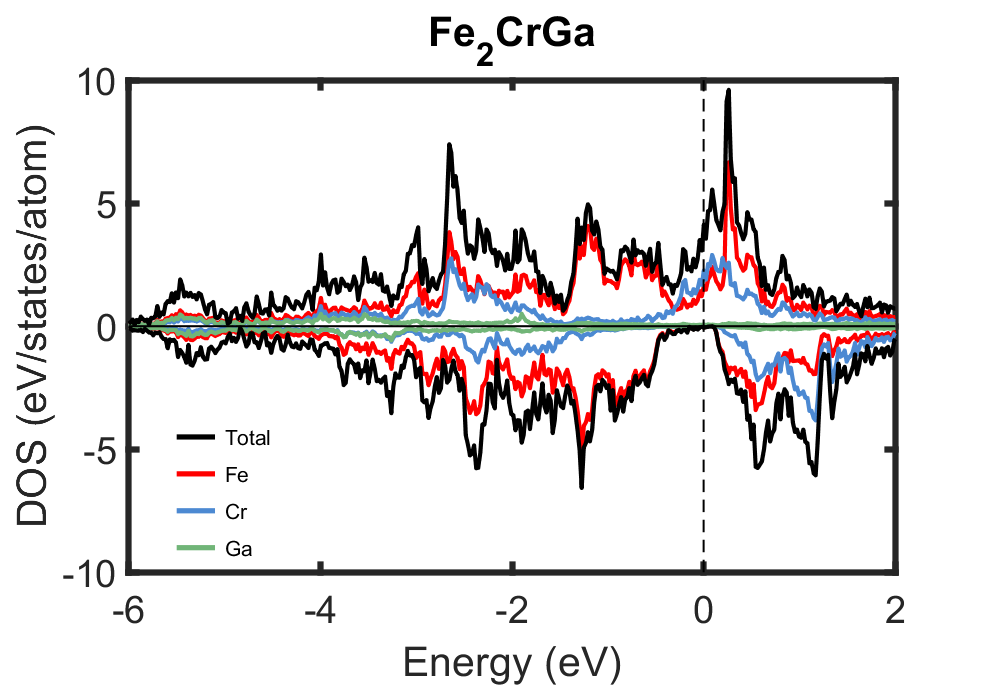 Fe2CrGa
DOS (eV/states/atom)
10
5
0
-5
-10
Total
Fe
Cr
Ga
-6 -4 -2 0 2
Energy (eV)